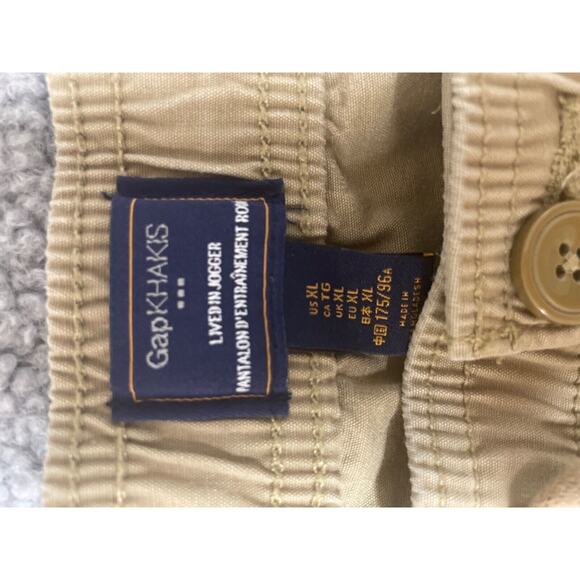 GapKHAKIS
LIVED IN JOGGER
PANTALON D'ENTRAÎNEMENT
US XL
CA TG
UK XL
EU XL
日本 XL
中国 175/96A
MADE IN